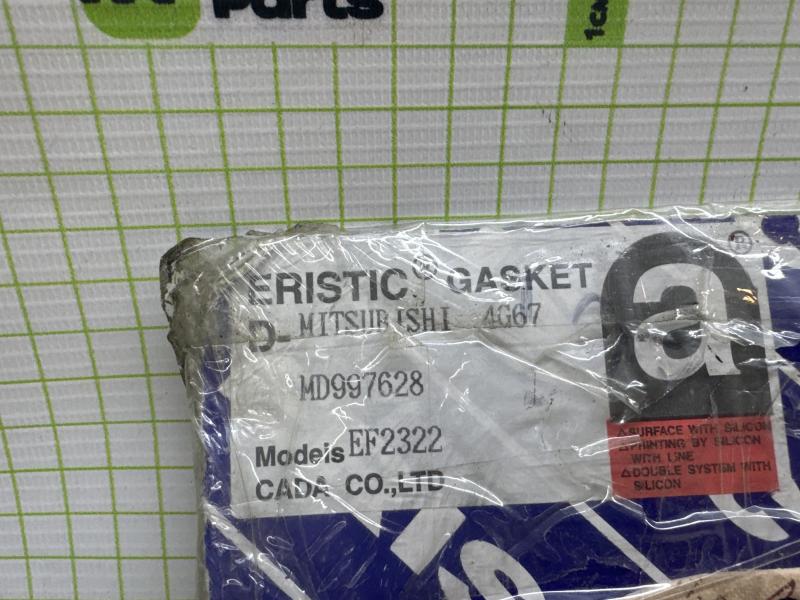 Parts
1CM
ERISTIC® GASKET
D- MITSUBISHI 4G67
MD997628
Models EF2322
CADA CO.,LTD
a®
△SURFACE WITH SILICON
△PRINTING BY SILICON
WITH LINE
△DOUBLE SYSTEM WITH
SILICON